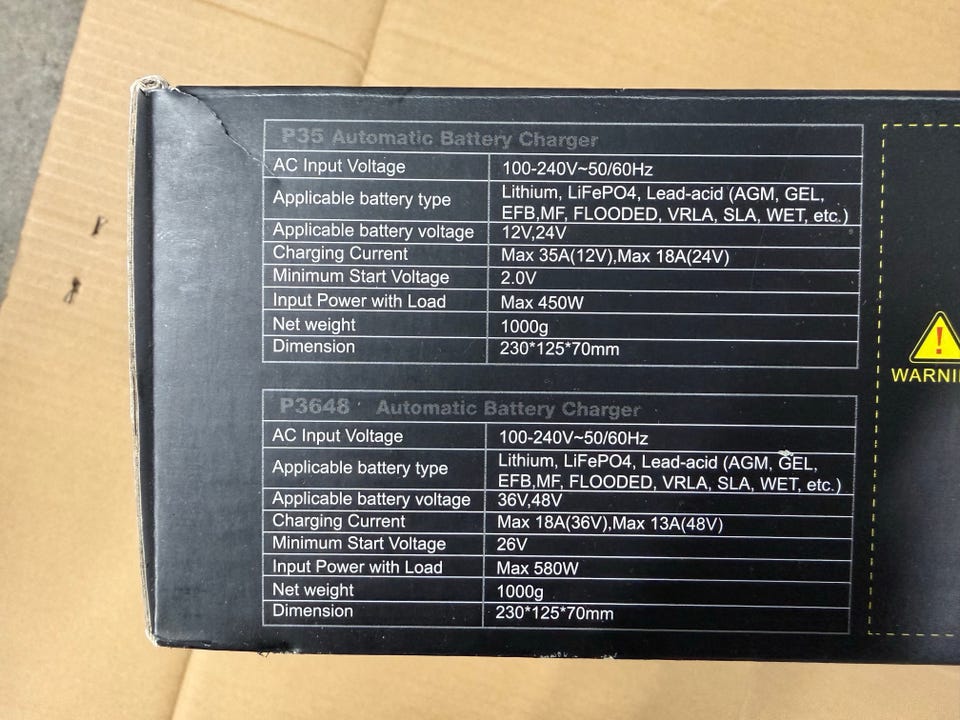 P35 Automatic Battery Charger
AC Input Voltage 100-240V~50/60Hz
Applicable battery type Lithium, LiFePO4, Lead-acid (AGM, GEL,
EFB,MF, FLOODED, VRLA, SLA, WET, etc.)
Applicable battery voltage 12V,24V
Charging Current Max 35A(12V),Max 18A(24V)
Minimum Start Voltage 2.0V
Input Power with Load Max 450W
Net weight 1000g
Dimension 230*125*70mm
P3648 Automatic Battery Charger
AC Input Voltage 100-240V~50/60Hz
Applicable battery type Lithium, LiFePO4, Lead-acid (AGM, GEL,
EFB,MF, FLOODED, VRLA, SLA, WET, etc.)
Applicable battery voltage 36V,48V
Charging Current Max 18A(36V),Max 13A(48V)
Minimum Start Voltage 26V
Input Power with Load Max 580W
Net weight 1000g
Dimension 230*125*70mm
WARNI